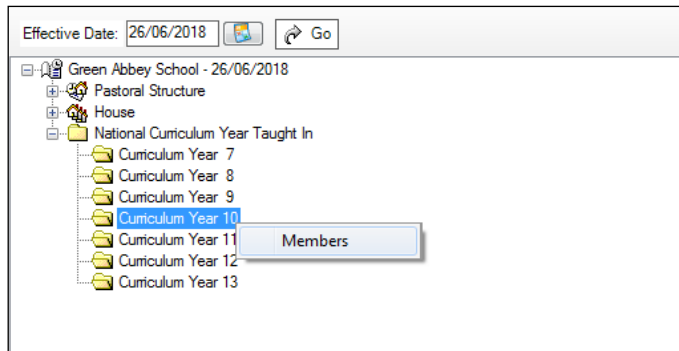 Effective Date: 26/06/2018 Go
Green Abbey School - 26/06/2018
Pastoral Structure
House
National Curriculum Year Taught In
Curriculum Year 7
Curriculum Year 8
Curriculum Year 9
Curriculum Year 10
Curriculum Year 11 Members
Curriculum Year 12
Curriculum Year 13